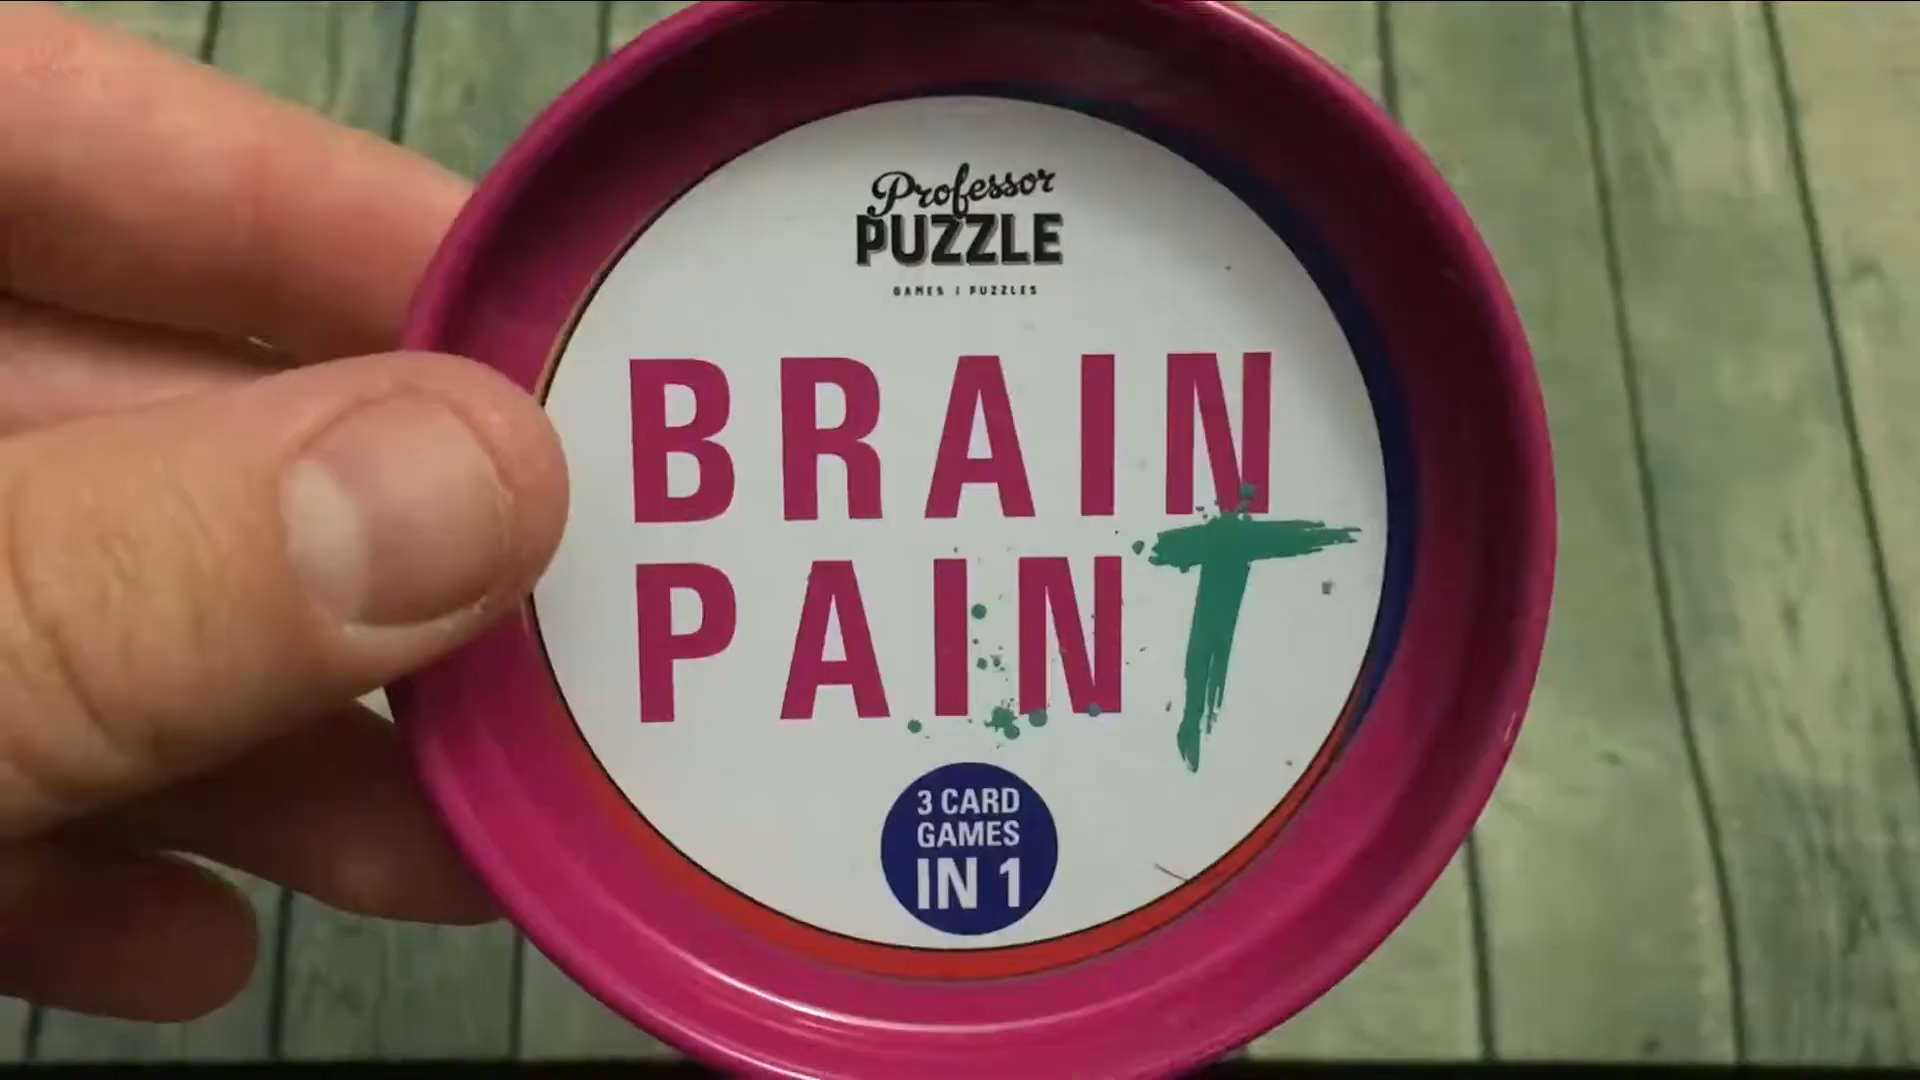 Professor
PUZZLE
GAMES / PUZZLES
BRAIN
PAINT
3 CARD
GAMES
IN 1